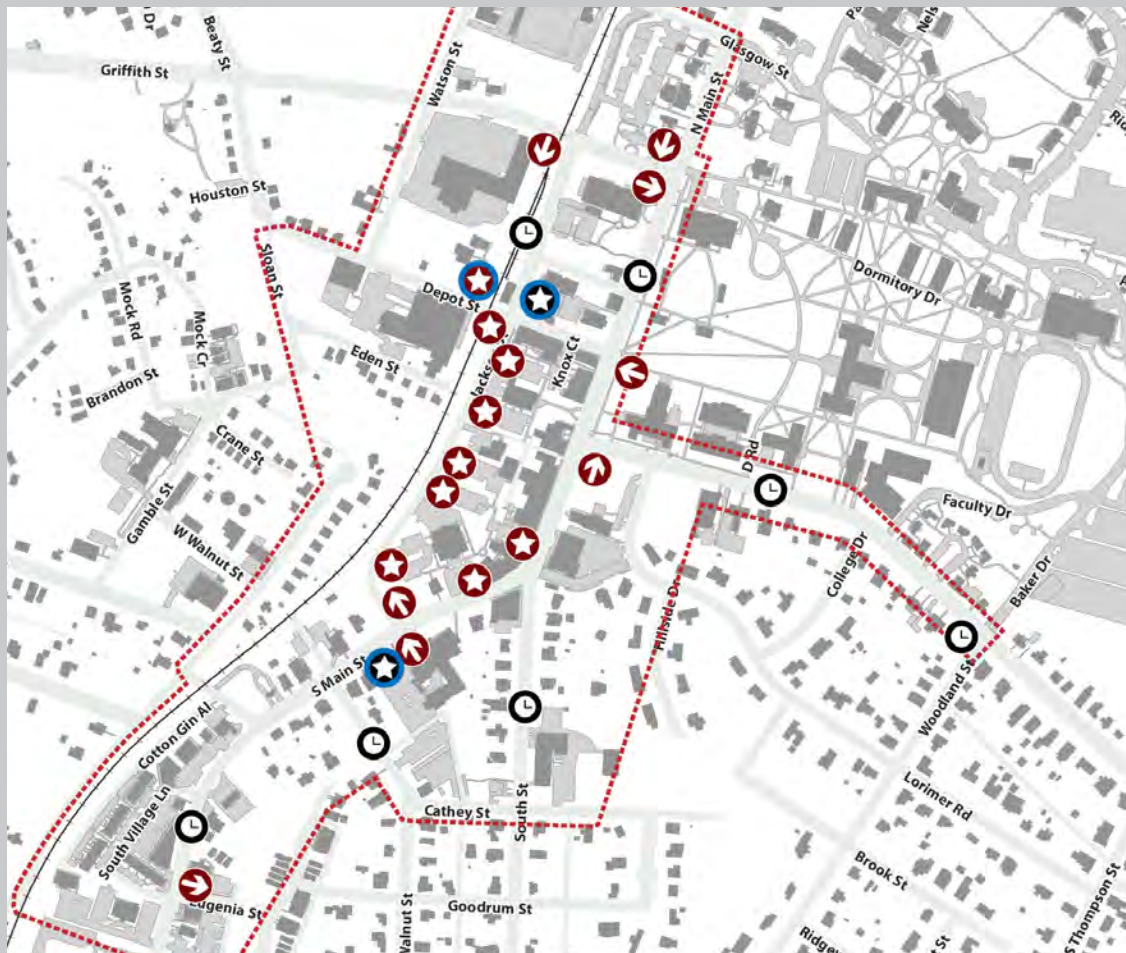 Beaty St
Griffith St
Watson St
Glasgow St
N Main St
Houston St
Sloan St
Dormitory Dr
Mock Rd
Mock Cr
Depot St
Eden St
Knox Ct
Brandon St
Crane St
D Rd
Gamble St
W Walnut St
Faculty Dr
College Dr
Baker Dr
Hillside Dr
S Main St
Woodland St
Cotton Gin Al
South Village Ln
South St
Cathey St
Lorimer Rd
Brook St
Eugenia St
Goodrum St
Walnut St
S Thompson St